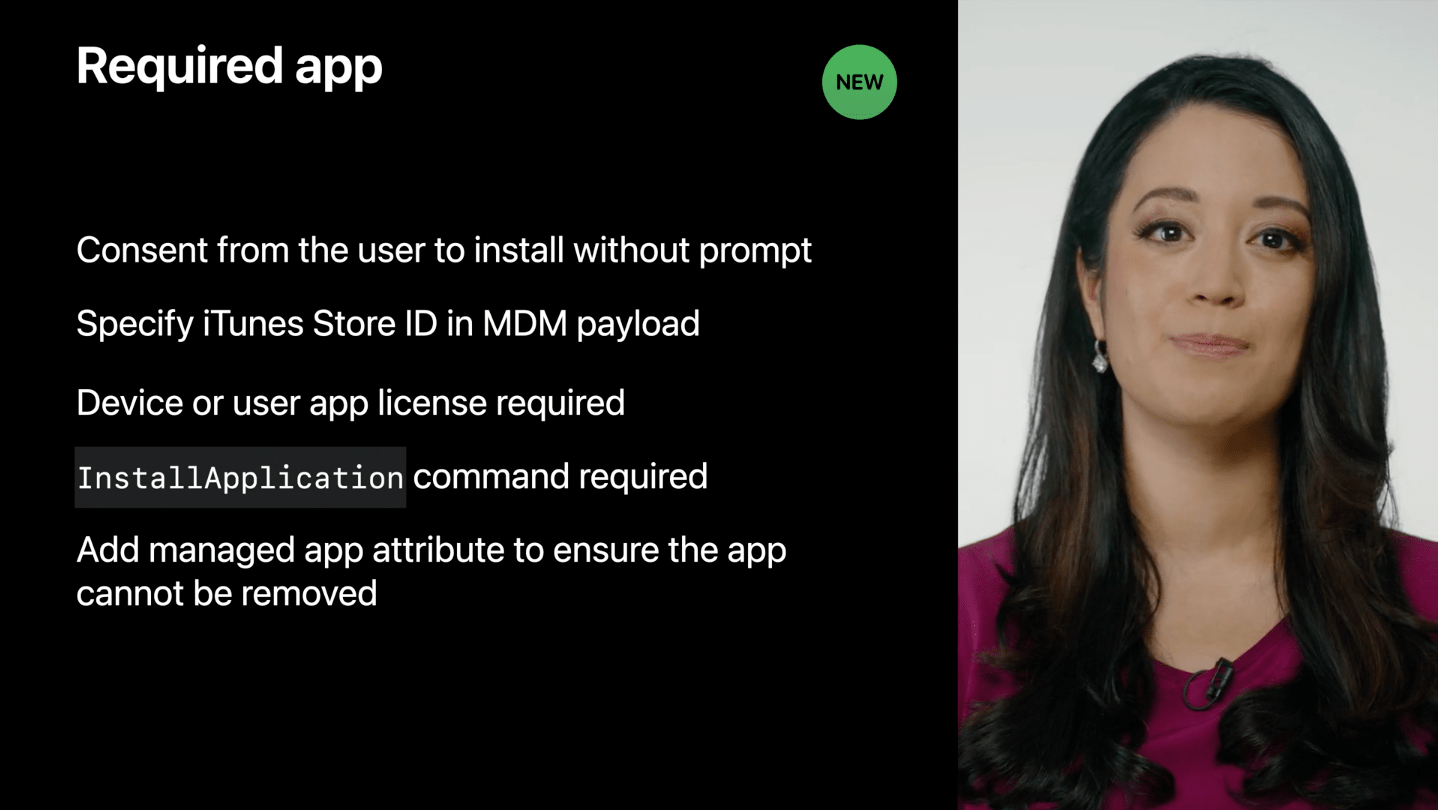 Required app
NEW
Consent from the user to install without prompt
Specify iTunes Store ID in MDM payload
Device or user app license required
InstallApplication command required
Add managed app attribute to ensure the app
cannot be removed